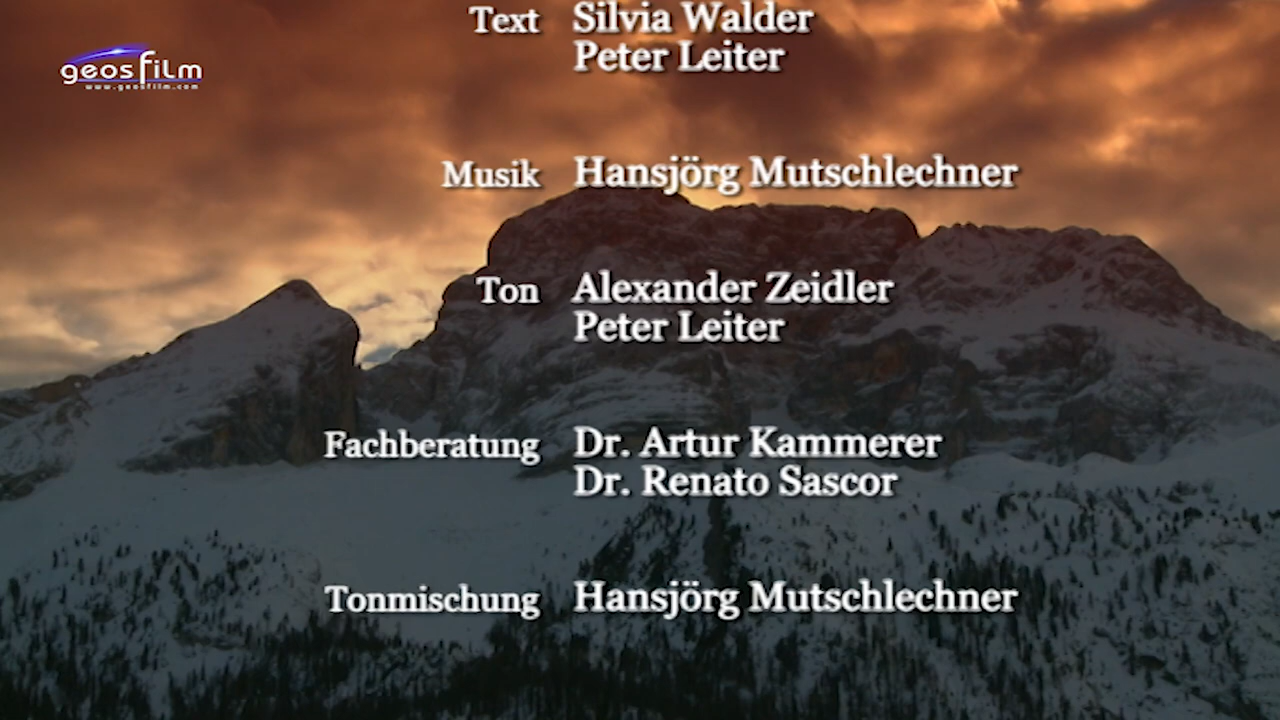 Text Silvia Walder
Peter Leiter
geosfilm
www.geosfilm.com
Musik Hansjörg Mutschlechner
Ton Alexander Zeidler
Peter Leiter
Fachberatung Dr. Artur Kammerer
Dr. Renato Sascor
Tonmischung Hansjörg Mutschlechner